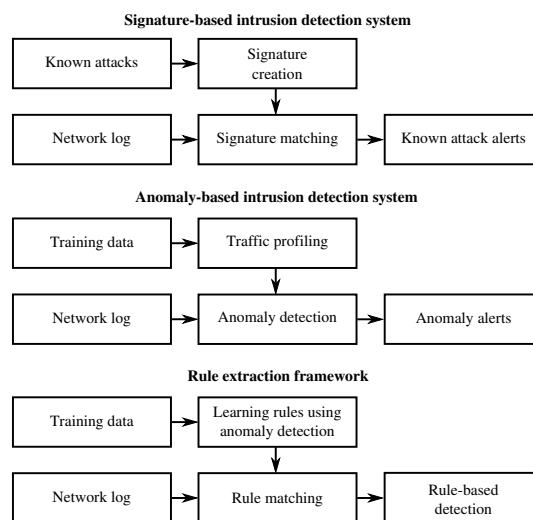 Signature-based intrusion detection system
Known attacks
Signature
creation
Network log
Signature matching
Known attack alerts
Anomaly-based intrusion detection system
Training data
Traffic profiling
Network log
Anomaly detection
Anomaly alerts
Rule extraction framework
Training data
Learning rules using
anomaly detection
Network log
Rule matching
Rule-based
detection